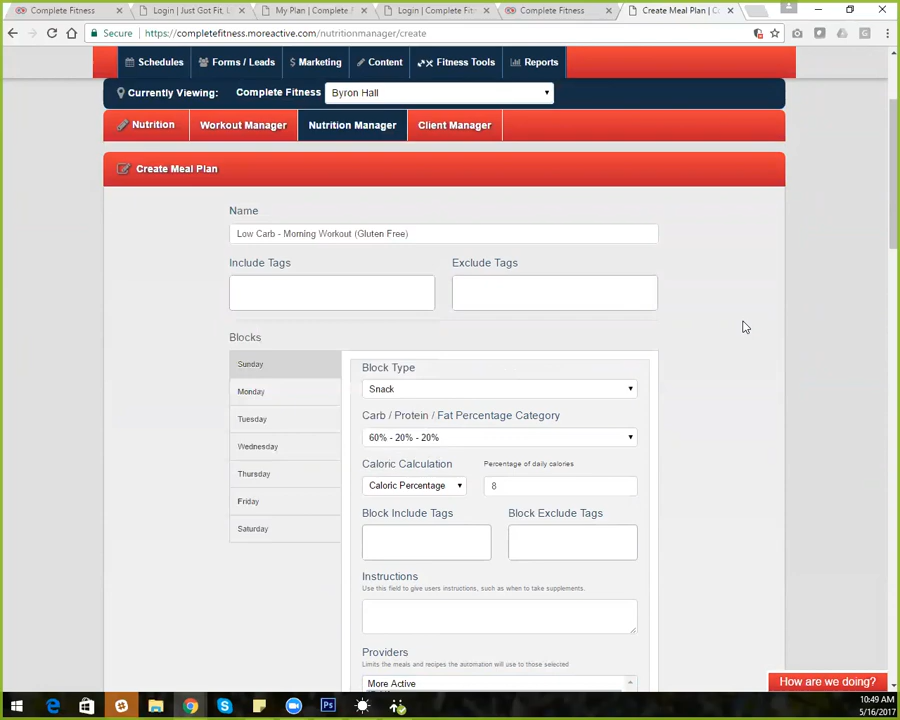 Complete Fitness
Login | Just Got Fit, L
My Plan | Complete F
Login | Complete Fitn
Complete Fitness
Create Meal Plan | Co
Secure
https://completefitness.moreactive.com/nutritionmanager/create
Schedules
Forms / Leads
Marketing
Content
Fitness Tools
Reports
Currently Viewing:
Complete Fitness
Byron Hall
Nutrition
Workout Manager
Nutrition Manager
Client Manager
Create Meal Plan
Name
Low Carb - Morning Workout (Gluten Free)
Include Tags
Exclude Tags
Blocks
Sunday
Monday
Tuesday
Wednesday
Thursday
Friday
Saturday
Block Type
Snack
Carb / Protein / Fat Percentage Category
60% - 20% - 20%
Caloric Calculation
Percentage of daily calories
Caloric Percentage
8
Block Include Tags
Block Exclude Tags
Instructions
Use this field to give users instructions, such as when to take supplements.
Providers
Limits the meals and recipes the automation will use to those selected
More Active
How are we doing?
Ps
10:49 AM
5/16/2017